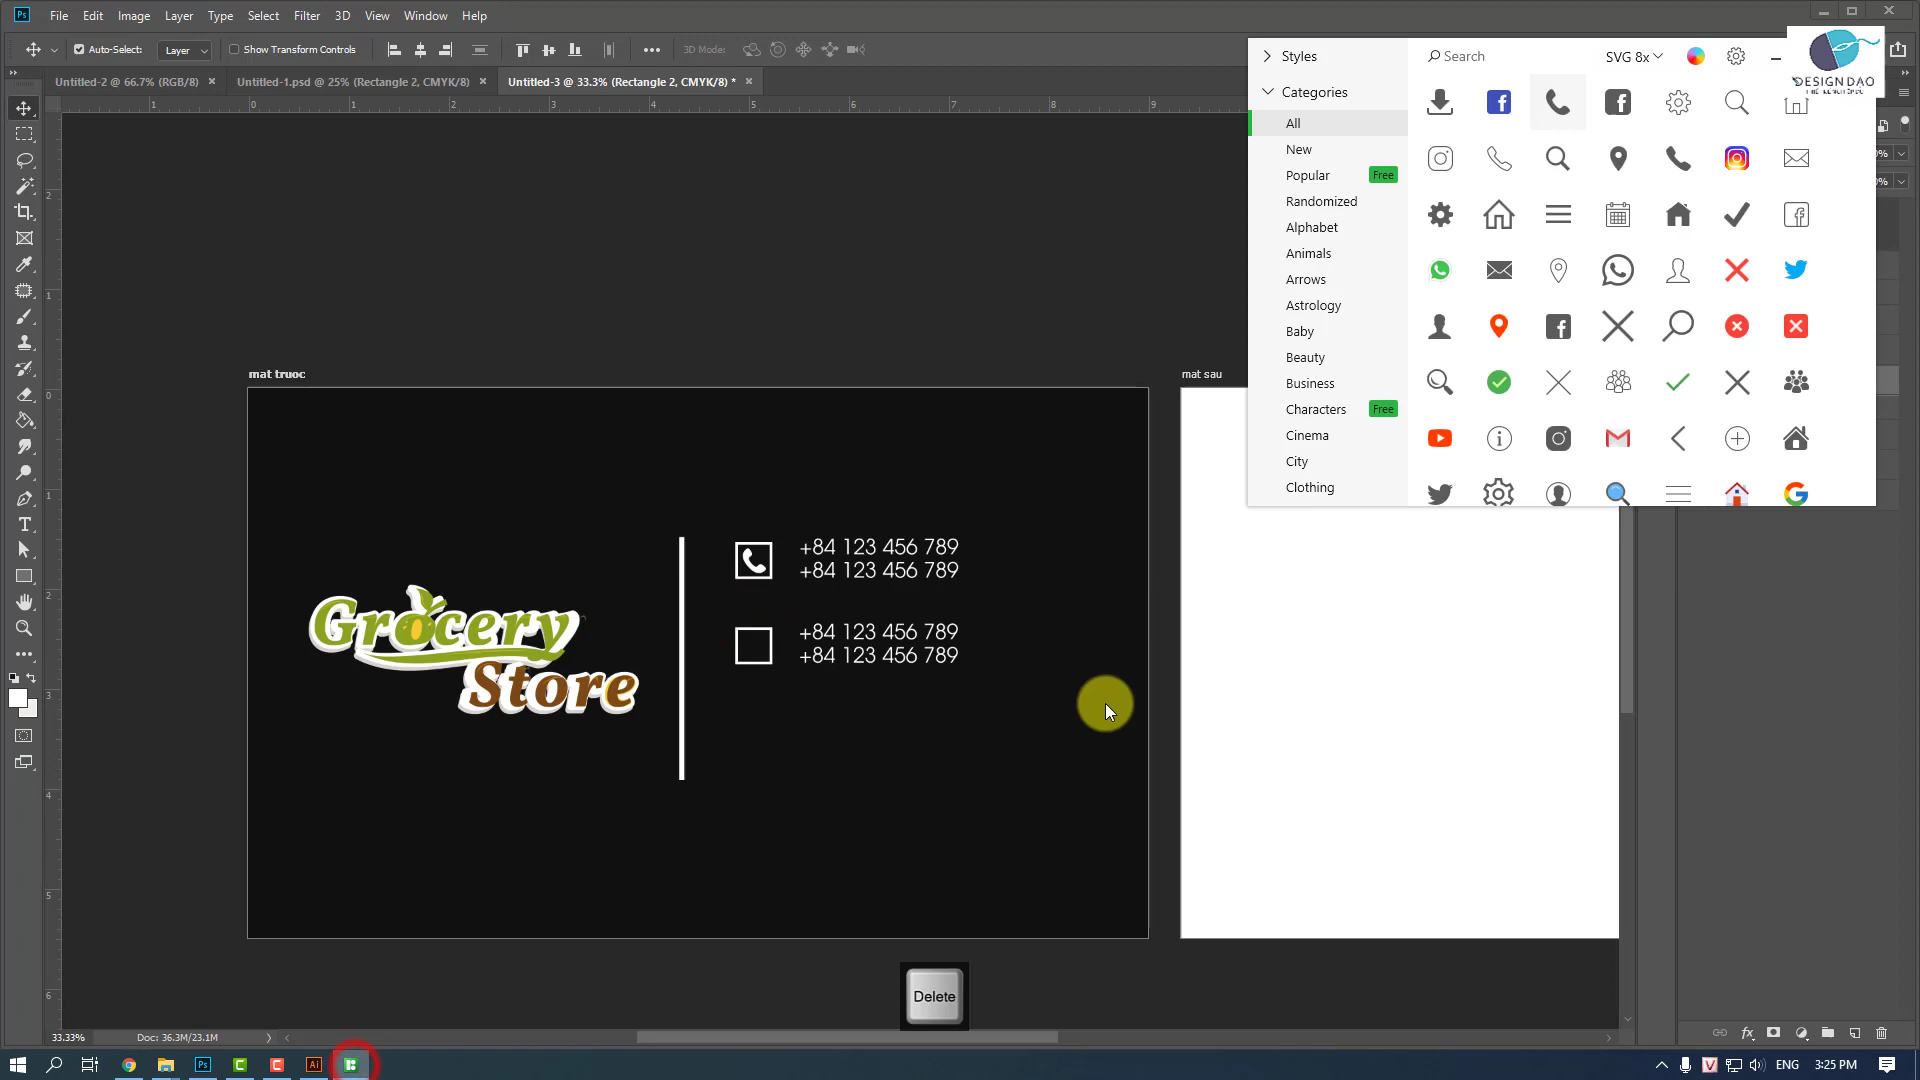 File Edit Image Layer Type Select Filter 3D View Window Help
Auto-Select: Layer Show Transform Controls 3D Mode:
Untitled-2 @ 66.7% (RGB/8) Untitled-1.psd @ 25% (Rectangle 2, CMYK/8) Untitled-3 @ 33.3% (Rectangle 2, CMYK/8) *
Styles
Search
SVG 8x
DESIGN DAO
Categories
All
New
Popular Free
Randomized
Alphabet
Animals
Arrows
Astrology
Baby
Beauty
Business
Characters Free
Cinema
City
Clothing
mat truoc
mat sau
Grocery
Store
+84 123 456 789
+84 123 456 789
+84 123 456 789
+84 123 456 789
Delete
33.33% Doc: 36.3M/23.1M
ENG 3:25 PM